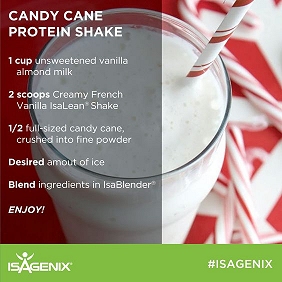 CANDY CANE
PROTEIN SHAKE
1 cup unsweetened vanilla
almond milk
2 scoops Creamy French
Vanilla IsaLean® Shake
1/2 full-sized candy cane,
crushed into fine powder
Desired amout of ice
Blend ingredients in IsaBlender®
ENJOY!
ISAGENIX® #ISAGENIX